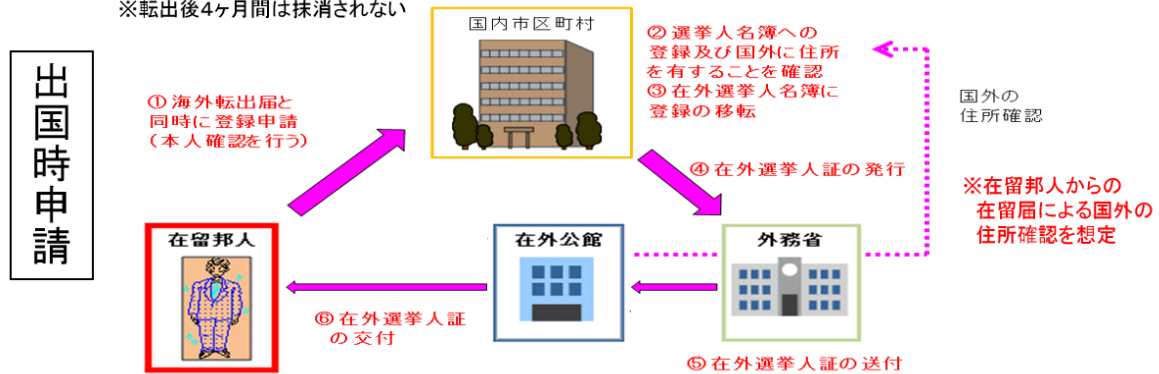 ※転出後4ヶ月間は抹消されない
出国時申請
国内市区町村
①海外転出届と
同時に登録申請
(本人確認を行う)
②選挙人名簿への
登録及び国外に住所
を有することを確認
③在外選挙人名簿に
登録の移転
国外の
住所確認
④在外選挙人証の発行
※在留邦人からの
在留届による国外の
住所確認を想定
在留邦人
在外公館
外務省
⑥在外選挙人証
の交付
⑤在外選挙人証の送付